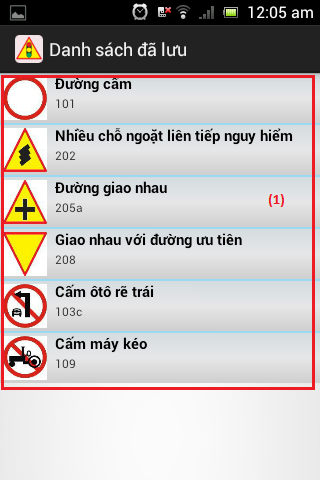 12:05 am
Danh sách đã lưu
Đường cấm
101
Nhiều chỗ ngoặt liên tiếp nguy hiểm
202
Đường giao nhau
205a
(1)
Giao nhau với đường ưu tiên
208
Cấm ôtô rẽ trái
103c
Cấm máy kéo
109